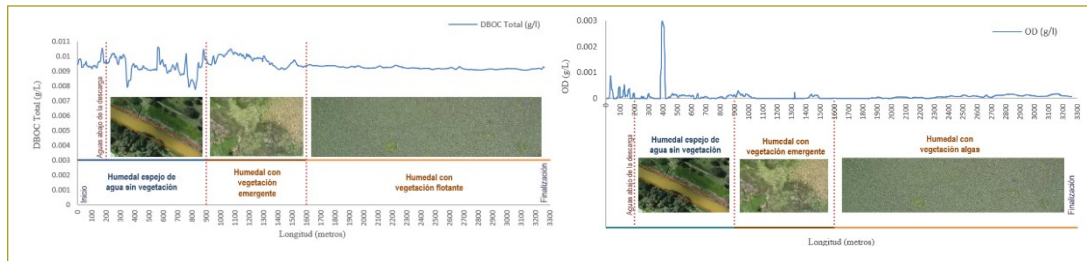 DBOC Total (g/l)
0.011
0.01
0.009
0.008
0.007
0.006
0.005
0.004
0.003
0.002
0.001
0
DBOC Total (g/L)
Aguas abajo de la descarga
Inicio
Humedal espejo de
agua sin vegetación
Humedal con
vegetación
emergente
Humedal con
vegetación flotante
Finalización
0 100 200 300 400 500 600 700 800 900 1000 1100 1200 1300 1400 1500 1600 1700 1800 1900 2000 2100 2200 2300 2400 2500 2600 2700 2800 2900 3000 3100 3200 3300
Longitud (metros)
OD (g/l)
0.003
0.002
0.001
0.000
OD (g/L)
0 100 200 300 400 500 600 700 800 900 1000 1100 1200 1300 1400 1500 1600 1700 1800 1900 2000 2100 2200 2300 2400 2500 2600 2700 2800 2900 3000 3100 3200 3300
Aguas abajo de la descarga
Humedal espejo de
agua sin vegetación
Humedal con
vegetación emergente
Humedal con
vegetación algas
Finalización
Longitud (metros)